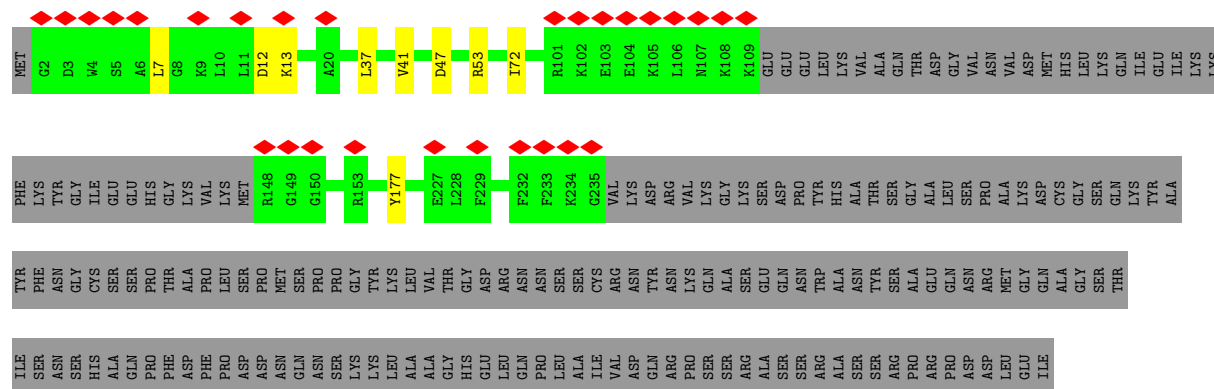 MET G2 D3 W4 S5 A6 L7 G8 K9 L10 L11 D12 K13 A20 L37 V41 D47 R53 I72 R101 K102 E103 E104 K105 L106 N107 K108 K109 GLU GLU GLU LEU LYS VAL ALA GLN THR ASP GLY VAL ASN VAL ASP MET HIS LEU LYS GLN ILE GLU ILE LYS LYS
PHE LYS TYR GLY ILE GLU GLU HIS GLY LYS VAL LYS MET R148 G149 G150 R153 Y177 E227 L228 F229 F232 F233 K234 G235 VAL LYS ASP ARG VAL LYS GLY LYS SER ASP PRO TYR HIS ALA THR SER GLY ALA LEU SER PRO ALA LYS ASP CYS GLY SER GLN LYS TYR ALA
TYR PHE ASN GLY CYS SER SER PRO THR ALA PRO LEU SER PRO MET SER PRO PRO GLY TYR LYS LEU VAL THR GLY ASP ARG ASN ASN SER SER CYS ARG ASN TYR ASN LYS GLN ALA SER GLU GLN ASN TRP ALA ASN TYR SER ALA GLU GLN ASN ARG MET GLY GLN ALA GLY SER THR
ILE SER ASN SER HIS ALA GLN PRO PHE ASP PHE PRO ASP ASP ASN GLN ASN SER LYS LYS LEU ALA ALA GLY HIS GLU LEU GLN PRO LEU ALA ILE VAL ASP GLN ARG PRO SER SER ARG ALA SER SER ARG ALA SER SER ARG PRO ARG PRO ASP ASP LEU GLU ILE